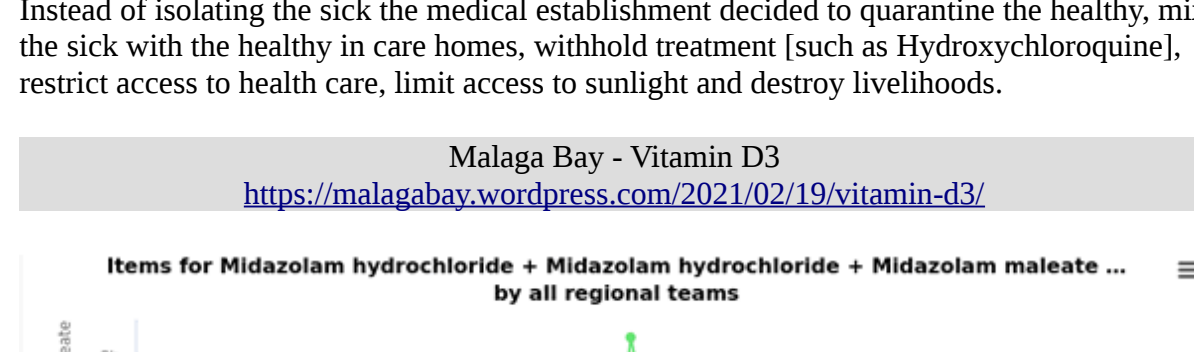 Instead of isolating the sick the medical establishment decided to quarantine the healthy,
the sick with the healthy in care homes, withhold treatment [such as Hydroxychloroquine],
restrict access to health care, limit access to sunlight and destroy livelihoods.
Malaga Bay - Vitamin D3
https://malagabay.wordpress.com/2021/02/19/vitamin-d3/
Items for Midazolam hydrochloride + Midazolam hydrochloride + Midazolam maleate ...
by all regional teams